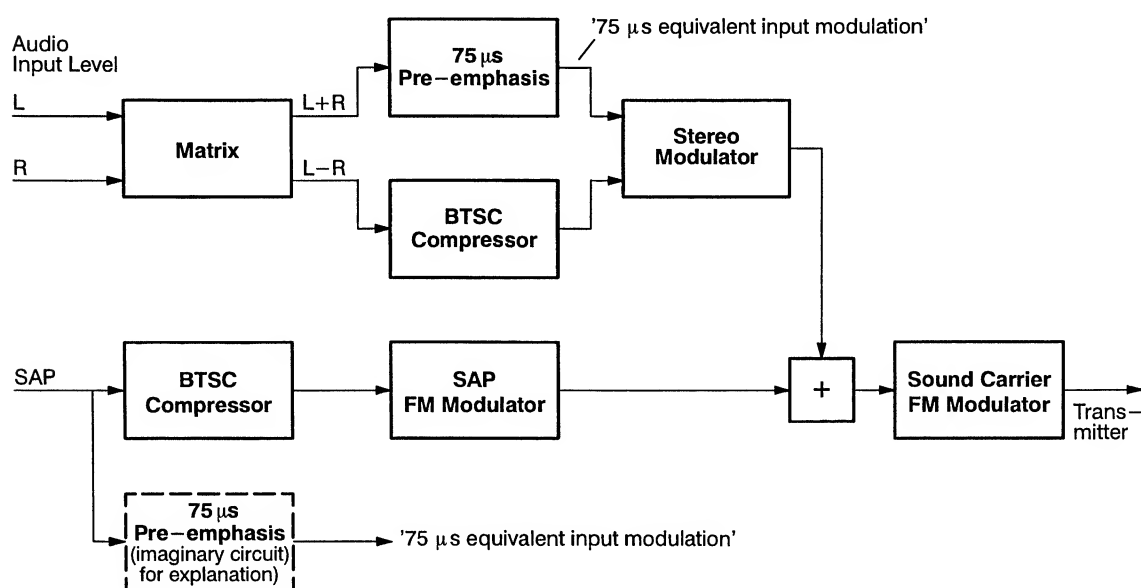 '75 µs equivalent input modulation'
Audio
Input Level
75 µs
Pre–emphasis
L
L+R
Matrix
Stereo
Modulator
R
L–R
BTSC
Compressor
SAP
BTSC
Compressor
SAP
FM Modulator
+
Sound Carrier
FM Modulator
Trans–
mitter
75 µs
Pre–emphasis
(imaginary circuit)
for explanation)
'75 µs equivalent input modulation'